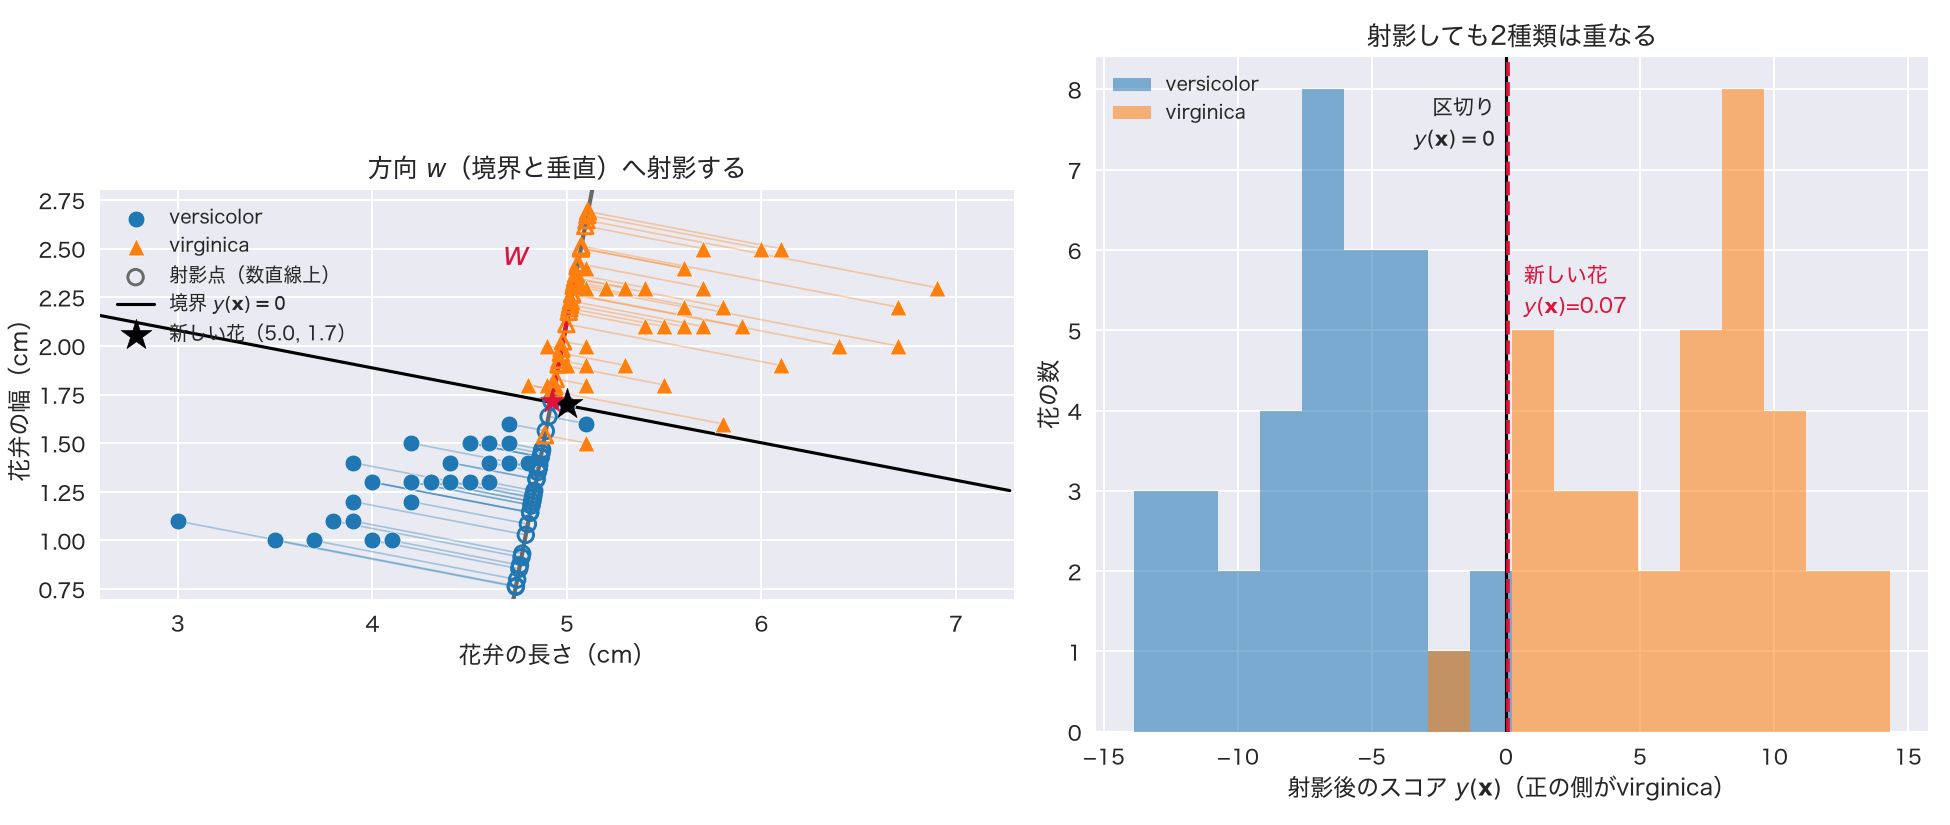 方向 w（境界と垂直）へ射影する
versicolor
virginica
射影点（数直線上）
境界 y(x) = 0
新しい花（5.0, 1.7）
w
2.75
2.50
2.25
2.00
1.75
1.50
1.25
1.00
0.75
花弁の幅（cm）
3 4 5 6 7
花弁の長さ（cm）
射影しても2種類は重なる
versicolor
virginica
区切り
y(x) = 0
新しい花
y(x)=0.07
8
7
6
5
4
3
2
1
0
花の数
−15 −10 −5 0 5 10 15
射影後のスコア y(x)（正の側がvirginica）